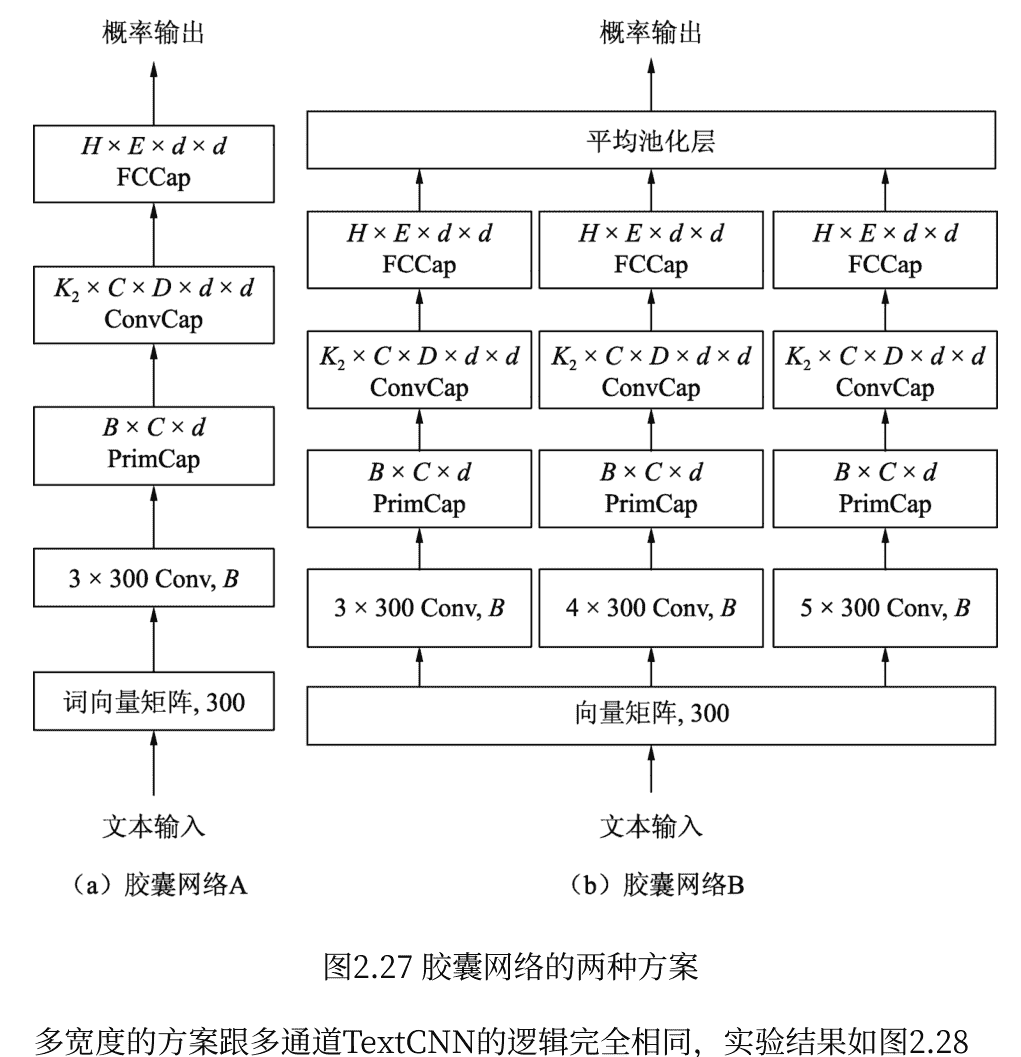 概率输出
H × E × d × d
FCCap
K₂ × C × D × d × d
ConvCap
B × C × d
PrimCap
3 × 300 Conv, B
词向量矩阵, 300
文本输入
（a）胶囊网络A
概率输出
平均池化层
H × E × d × d
FCCap
H × E × d × d
FCCap
H × E × d × d
FCCap
K₂ × C × D × d × d
ConvCap
K₂ × C × D × d × d
ConvCap
K₂ × C × D × d × d
ConvCap
B × C × d
PrimCap
B × C × d
PrimCap
B × C × d
PrimCap
3 × 300 Conv, B
4 × 300 Conv, B
5 × 300 Conv, B
向量矩阵, 300
文本输入
（b）胶囊网络B
图2.27 胶囊网络的两种方案
多宽度的方案跟多通道TextCNN的逻辑完全相同，实验结果如图2.28